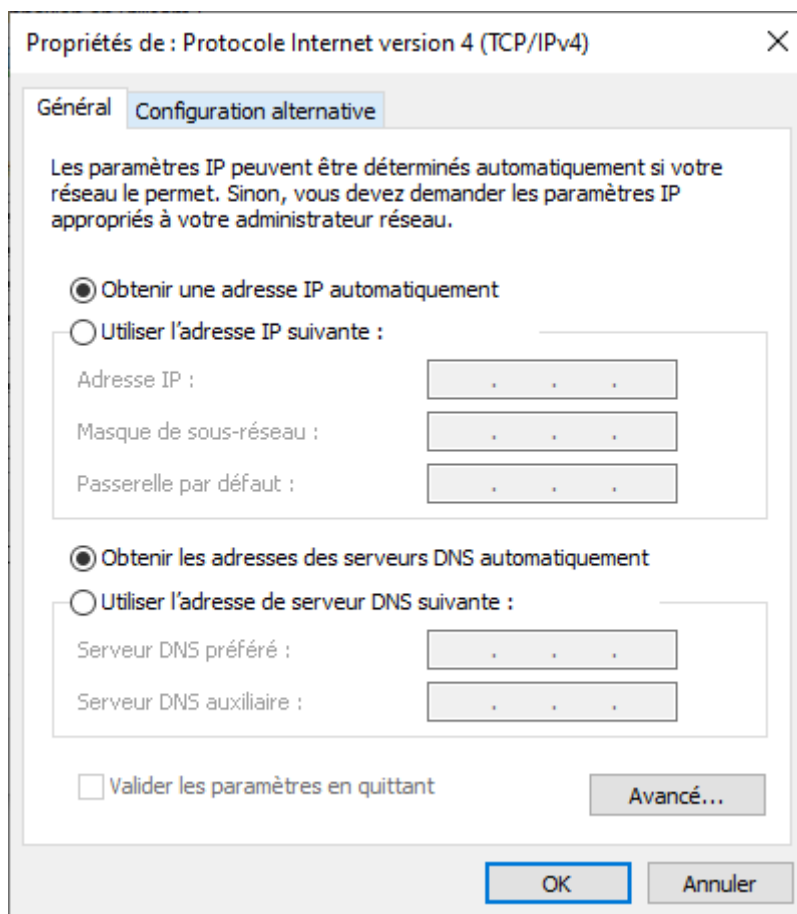 Propriétés de : Protocole Internet version 4 (TCP/IPv4)
Général
Configuration alternative
Les paramètres IP peuvent être déterminés automatiquement si votre
réseau le permet. Sinon, vous devez demander les paramètres IP
appropriés à votre administrateur réseau.
Obtenir une adresse IP automatiquement
Utiliser l'adresse IP suivante :
Adresse IP :
Masque de sous-réseau :
Passerelle par défaut :
Obtenir les adresses des serveurs DNS automatiquement
Utiliser l'adresse de serveur DNS suivante :
Serveur DNS préféré :
Serveur DNS auxiliaire :
Valider les paramètres en quittant
Avancé...
OK
Annuler